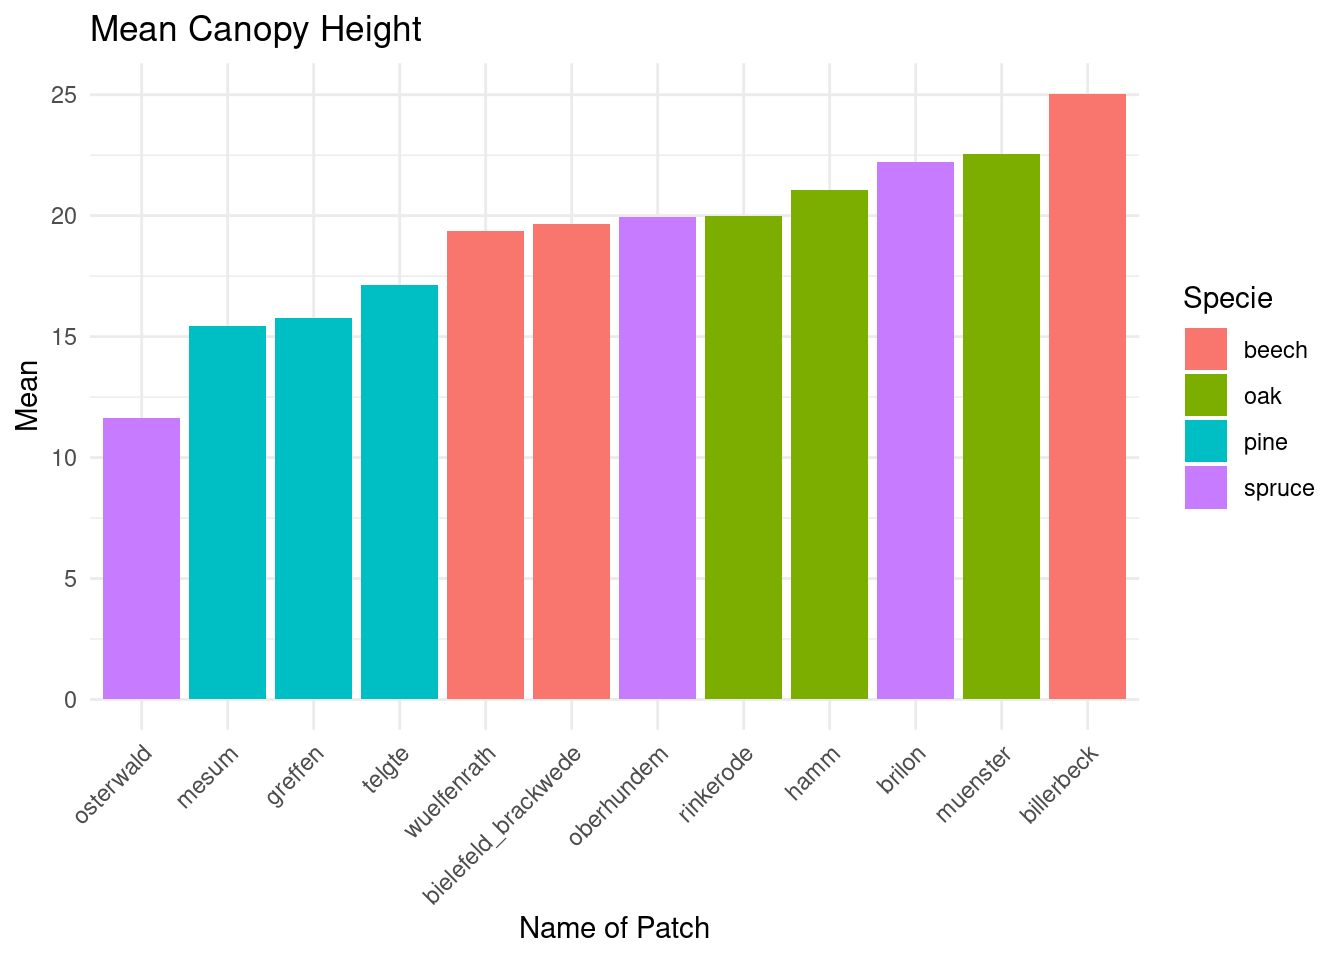 Mean Canopy Height
Mean
25
20
15
10
5
0
osterwald
mesum
greffen
telgte
wuelfenrath
bielefeld_brackwede
oberhundem
rinkerode
hamm
brilon
muenster
billerbeck
Name of Patch
Specie
beech
oak
pine
spruce